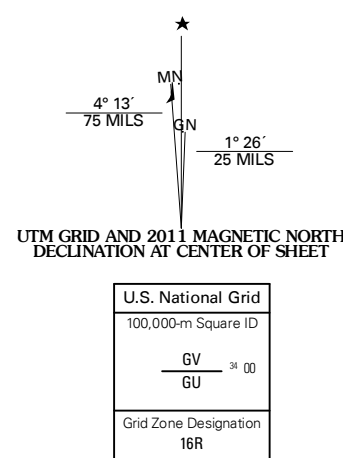 ★
MN
4° 13´
75 MILS
GN
1° 26´
25 MILS
UTM GRID AND 2011 MAGNETIC NORTH
DECLINATION AT CENTER OF SHEET
U.S. National Grid
100,000-m Square ID
GV
34 00
GU
Grid Zone Designation
16R